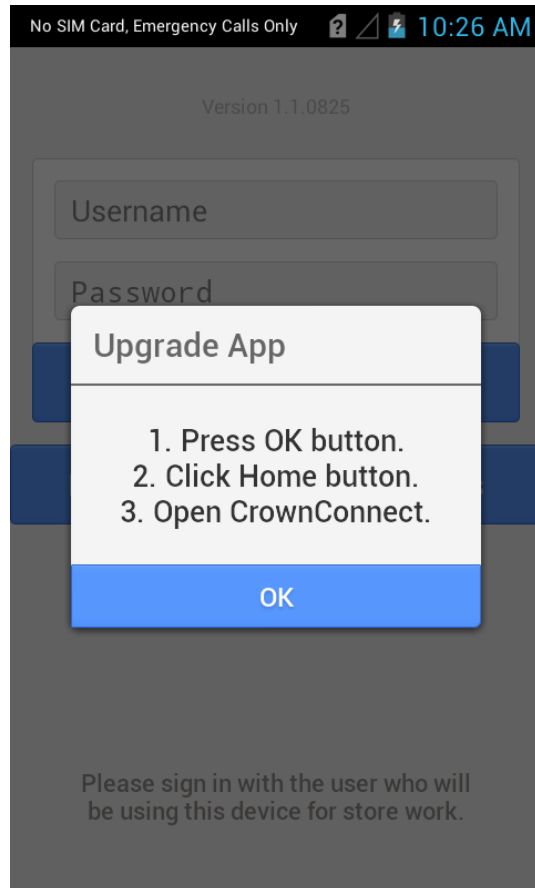 No SIM Card, Emergency Calls Only 10:26 AM
Version 1.1.0825
Username
Password
Upgrade App
1. Press OK button.
2. Click Home button.
3. Open CrownConnect.
OK
Please sign in with the user who will
be using this device for store work.